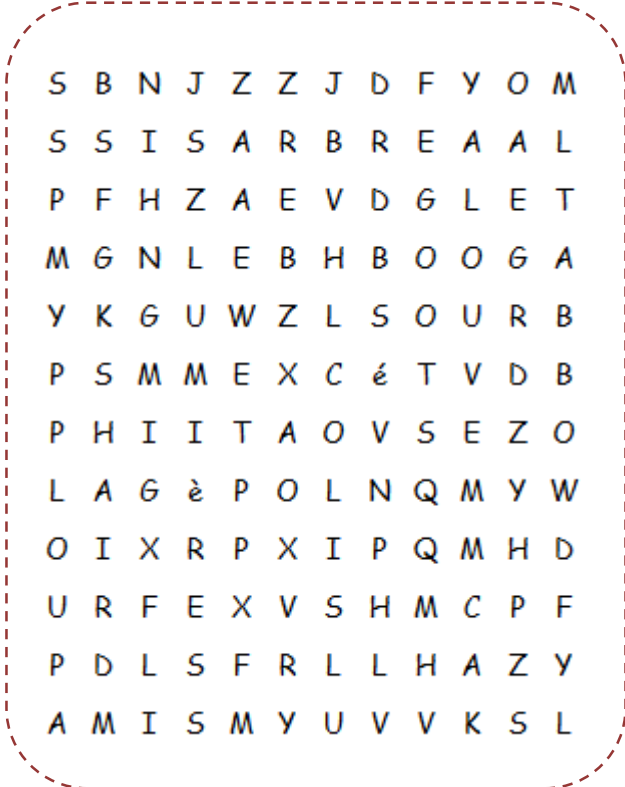 S B N J Z Z J D F Y O M
S S I S A R B R E A A L
P F H Z A E V D G L E T
M G N L E B H B O O G A
Y K G U W Z L S O U R B
P S M M E X C é T V D B
P H I I T A O V S E Z O
L A G è P O L N Q M Y W
O I X R P X I P Q M H D
U R F E X V S H M C P F
P D L S F R L L H A Z Y
A M I S M Y U V V K S L